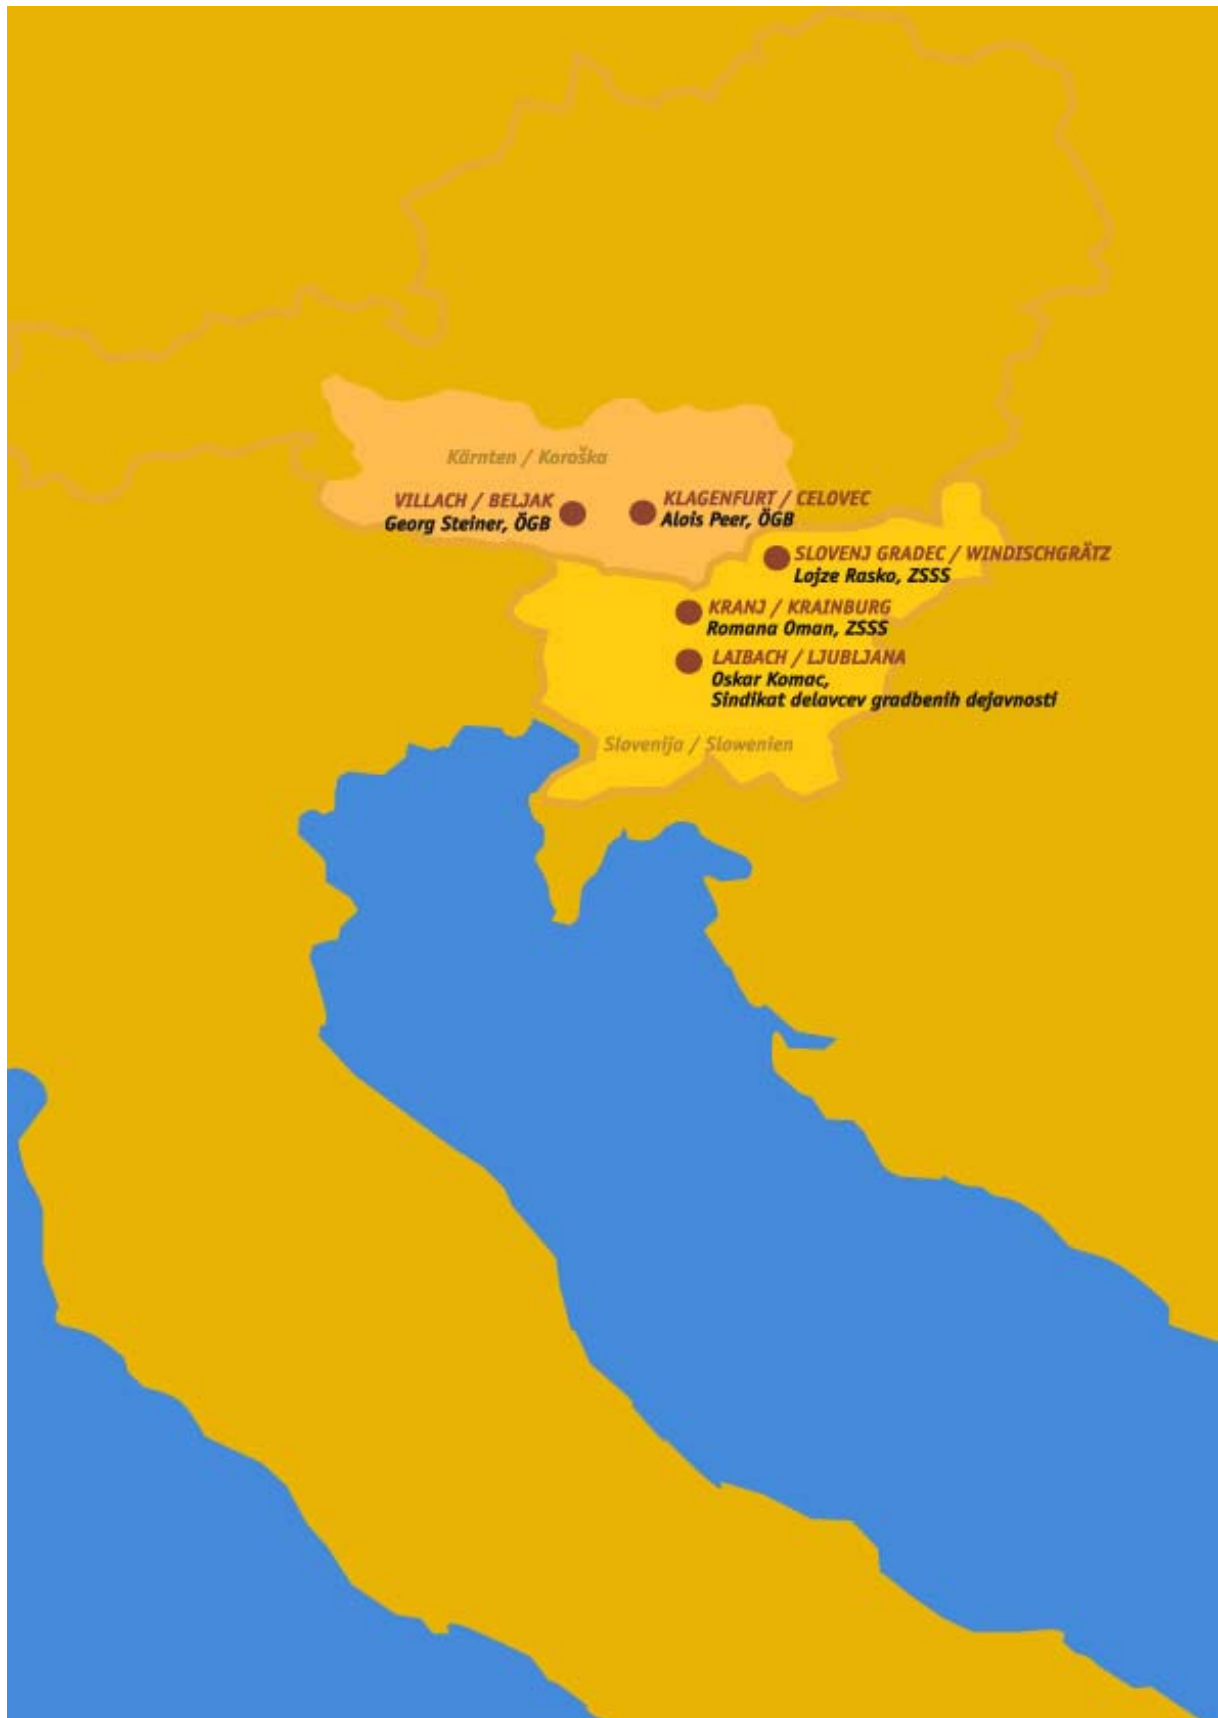 Kärnten / Koroška
VILLACH / BELJAK
Georg Steiner, ÖGB
KLAGENFURT / CELOVEC
Alois Peer, ÖGB
SLOVENJ GRADEC / WINDISCHGRÄTZ
Lojze Rasko, ZSSS
KRANJ / KRAINBURG
Romana Oman, ZSSS
LAIBACH / LJUBLJANA
Oskar Komac,
Sindikat delavcev gradbenih dejavnosti
Slovenija / Slowenien